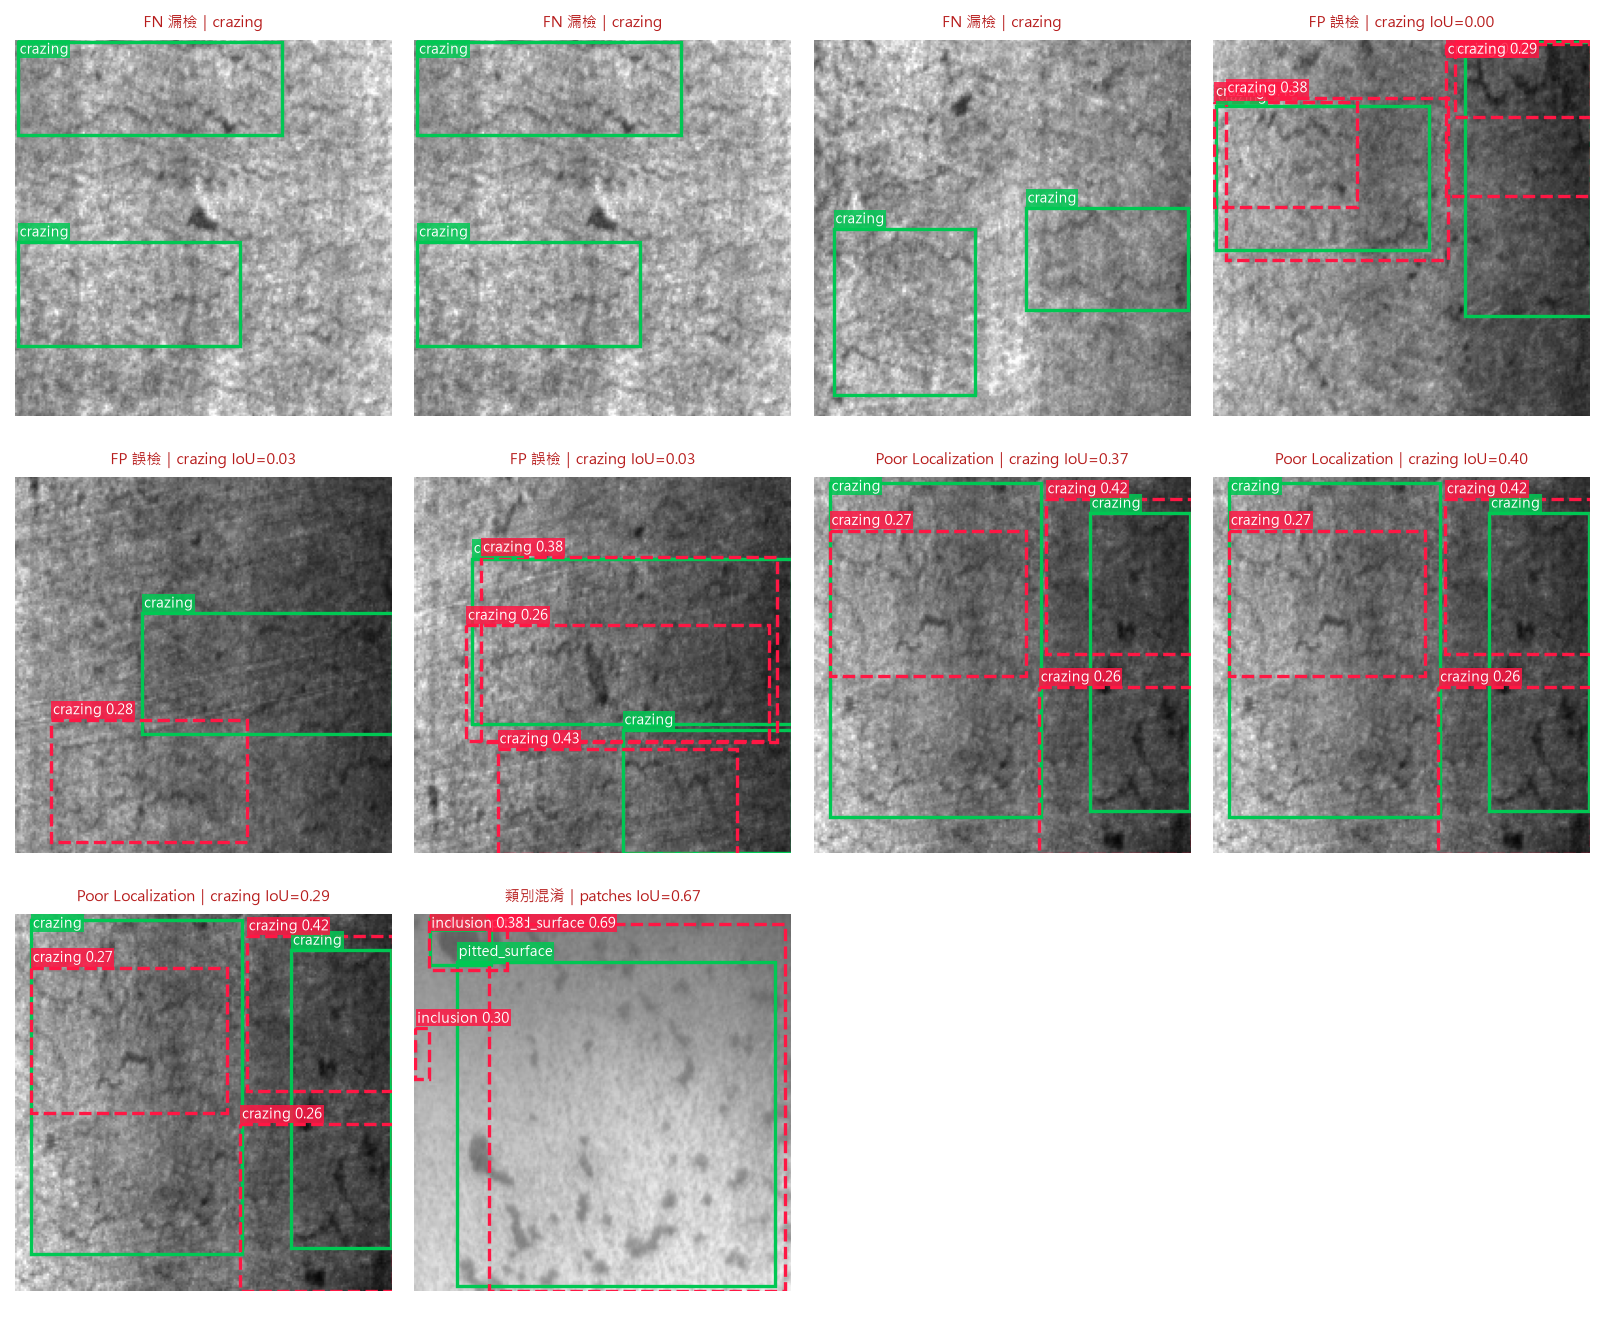 FN 漏檢 | crazing
crazing
crazing
FN 漏檢 | crazing
crazing
crazing
FN 漏檢 | crazing
crazing
crazing
FP 誤檢 | crazing IoU=0.00
crazing 0.29
crazing 0.38
FP 誤檢 | crazing IoU=0.03
crazing
crazing 0.28
FP 誤檢 | crazing IoU=0.03
crazing 0.38
crazing 0.26
crazing
crazing 0.43
Poor Localization | crazing IoU=0.37
crazing
crazing 0.42
crazing
crazing 0.27
crazing 0.26
Poor Localization | crazing IoU=0.40
crazing
crazing 0.42
crazing
crazing 0.27
crazing 0.26
Poor Localization | crazing IoU=0.29
crazing
crazing 0.42
crazing
crazing 0.27
crazing 0.26
類別混淆 | patches IoU=0.67
inclusion 0.38
_surface 0.69
pitted_surface
inclusion 0.30